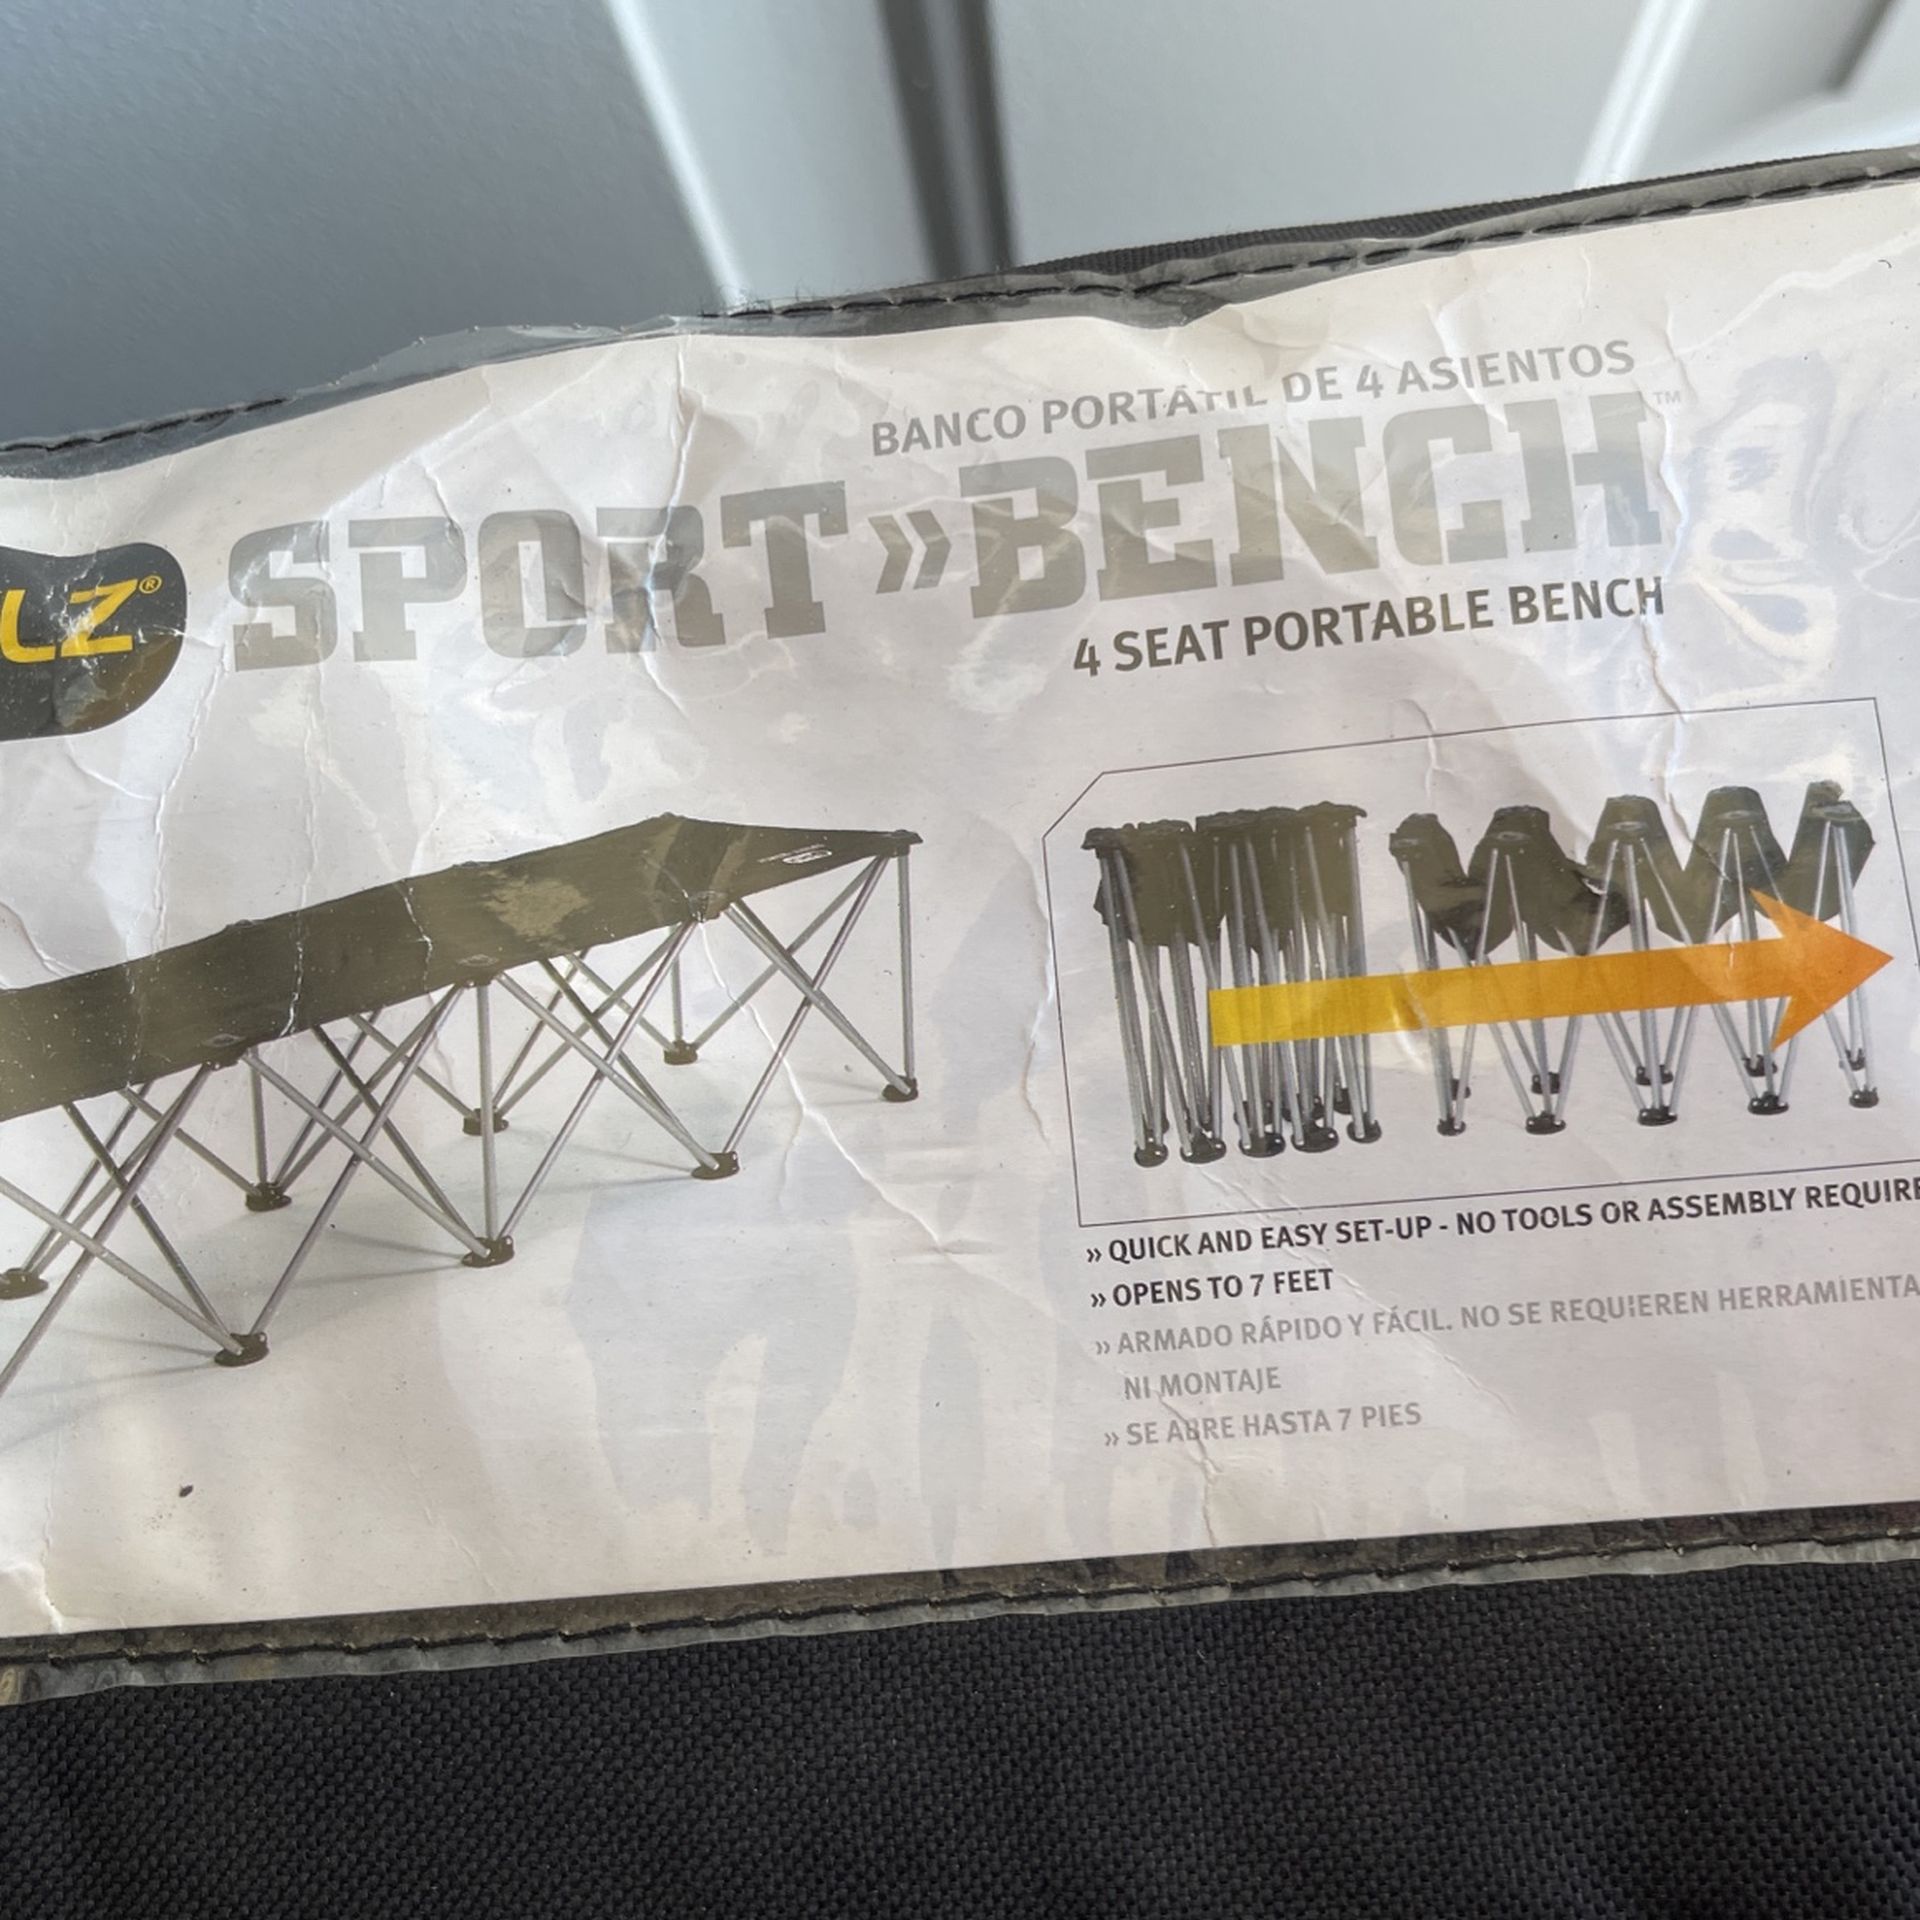 BANCO PORTÁTIL DE 4 ASIENTOS
LZ® SPORT»BENCH™
4 SEAT PORTABLE BENCH
» QUICK AND EASY SET-UP - NO TOOLS OR ASSEMBLY REQUIRE
» OPENS TO 7 FEET
» ARMADO RÁPIDO Y FÁCIL. NO SE REQUIEREN HERRAMIENTA
NI MONTAJE
» SE ABRE HASTA 7 PIES